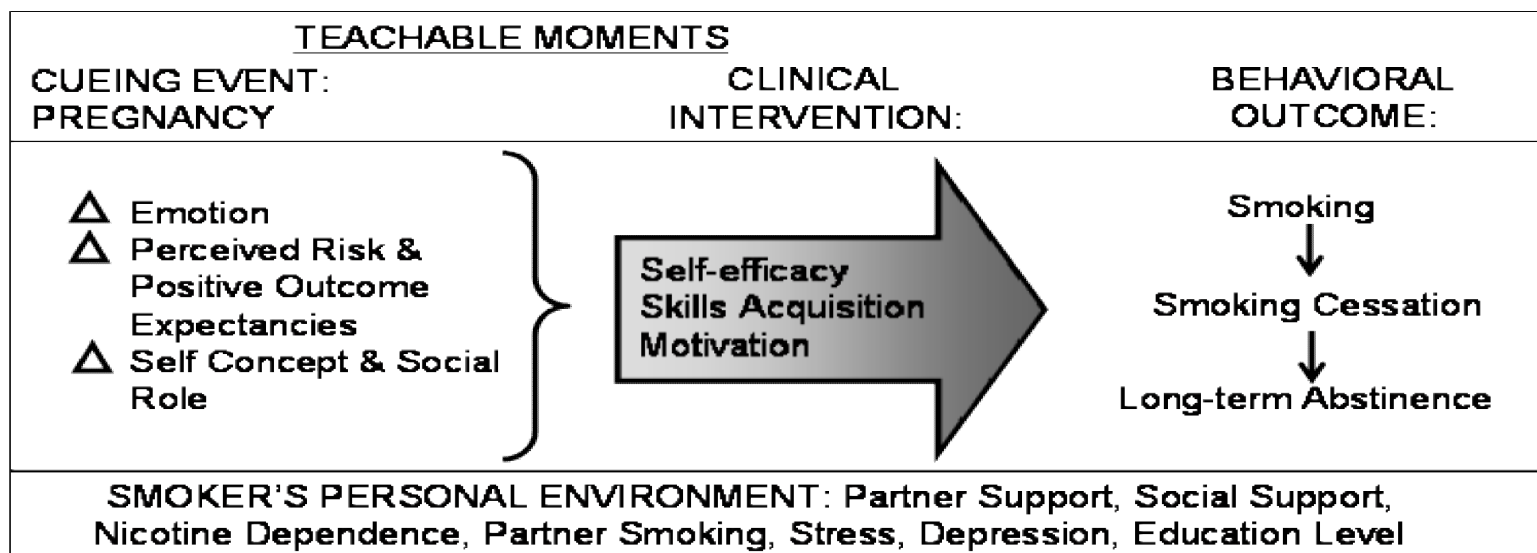 TEACHABLE MOMENTS
CUEING EVENT:
PREGNANCY
CLINICAL
INTERVENTION:
BEHAVIORAL
OUTCOME:
Δ Emotion
Δ Perceived Risk &
Positive Outcome
Expectancies
Δ Self Concept & Social
Role
Self-efficacy
Skills Acquisition
Motivation
Smoking
Smoking Cessation
Long-term Abstinence
SMOKER'S PERSONAL ENVIRONMENT: Partner Support, Social Support,
Nicotine Dependence, Partner Smoking, Stress, Depression, Education Level